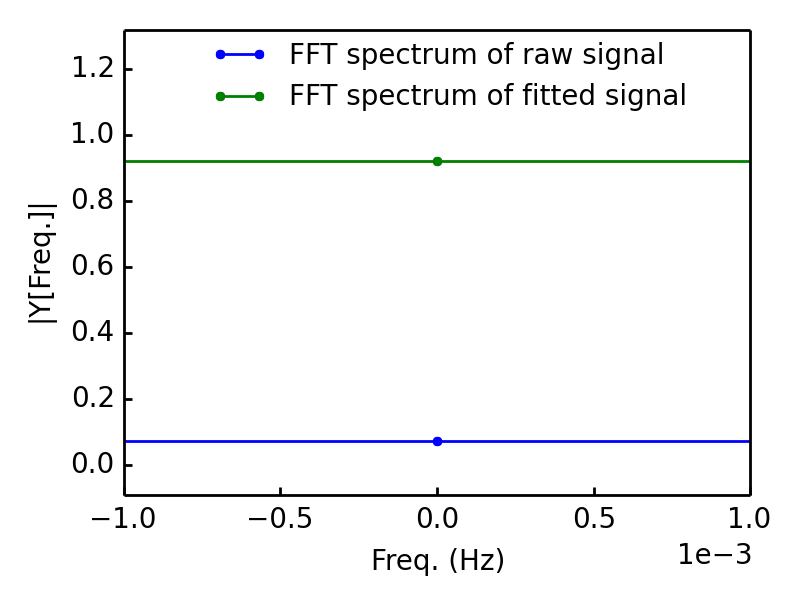 FFT spectrum of raw signal
FFT spectrum of fitted signal
1.2
1.0
0.8
0.6
0.4
0.2
0.0
|Y[Freq.]|
−1.0 −0.5 0.0 0.5 1.0
1e−3
Freq. (Hz)